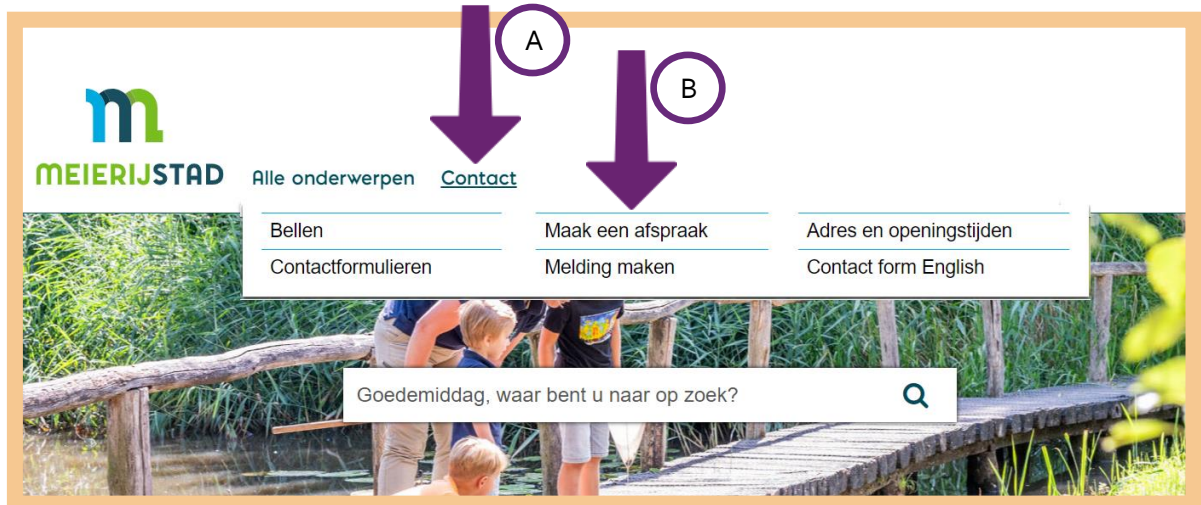 A
B
MEIERIJSTAD
Alle onderwerpen Contact
Bellen Maak een afspraak Adres en openingstijden
Contactformulieren Melding maken Contact form English
Goedemiddag, waar bent u naar op zoek?